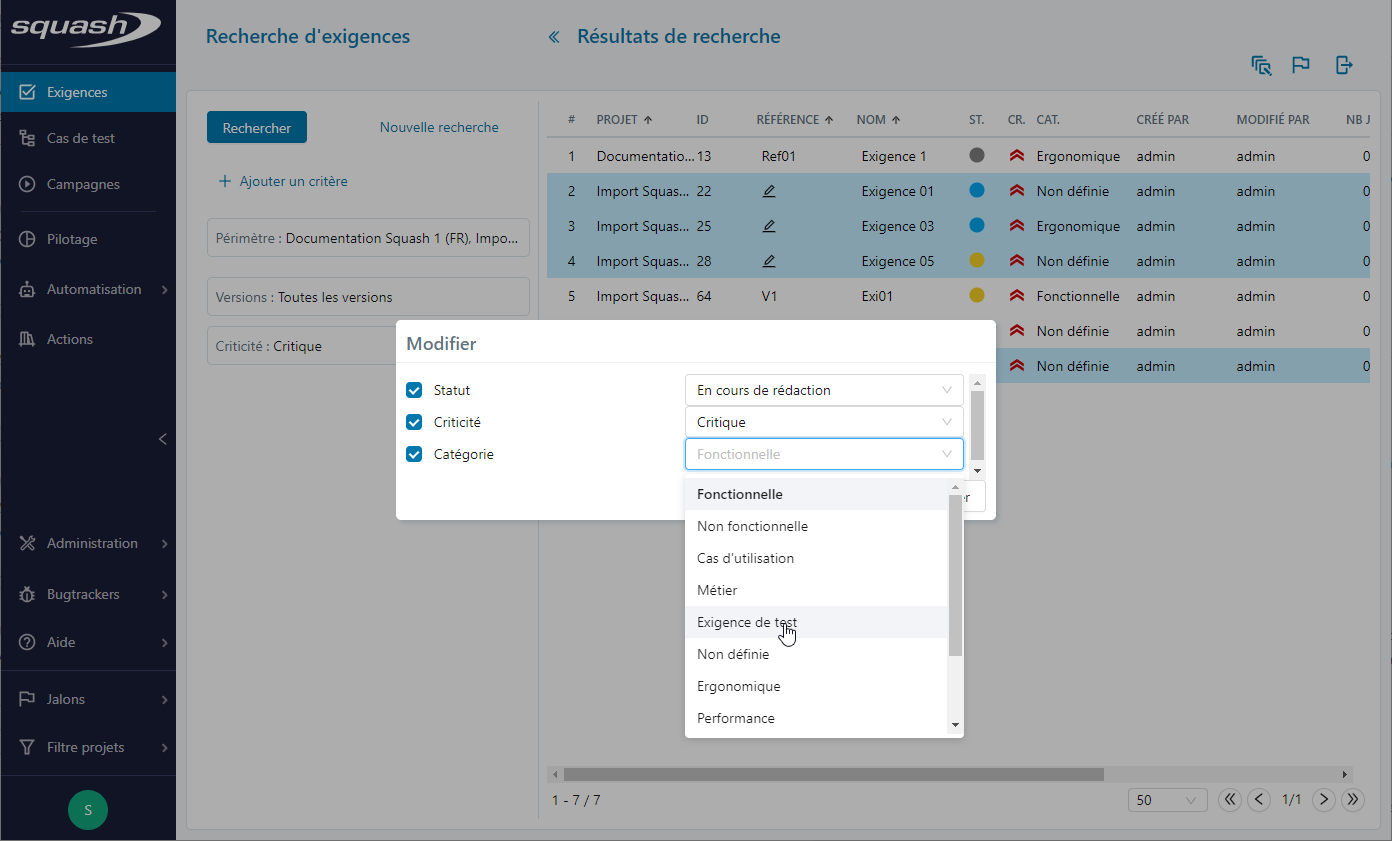 squash
Exigences
Cas de test
Campagnes
Pilotage
Automatisation
Actions
Administration
Bugtrackers
Aide
Jalons
Filtre projets
S
Recherche d'exigences
Rechercher
Nouvelle recherche
+ Ajouter un critère
Périmètre : Documentation Squash 1 (FR), Impo...
Versions : Toutes les versions
Criticité : Critique
« Résultats de recherche
# PROJET ID RÉFÉRENCE NOM ST. CR. CAT. CRÉÉ PAR MODIFIÉ PAR NB
1 Documentatio... 13 Ref01 Exigence 1 Ergonomique admin admin 0
2 Import Squas... 22 Exigence 01 Non définie admin admin 0
3 Import Squas... 25 Exigence 03 Ergonomique admin admin 0
4 Import Squas... 28 Exigence 05 Non définie admin admin 0
5 Import Squas... 64 V1 Exi01 Fonctionnelle admin admin 0
Non définie admin admin 0
Non définie admin admin 0
Modifier
Statut En cours de rédaction
Criticité Critique
Catégorie Fonctionnelle
Fonctionnelle
Non fonctionnelle
Cas d'utilisation
Métier
Exigence de test
Non définie
Ergonomique
Performance
1 - 7 / 7
50
1/1